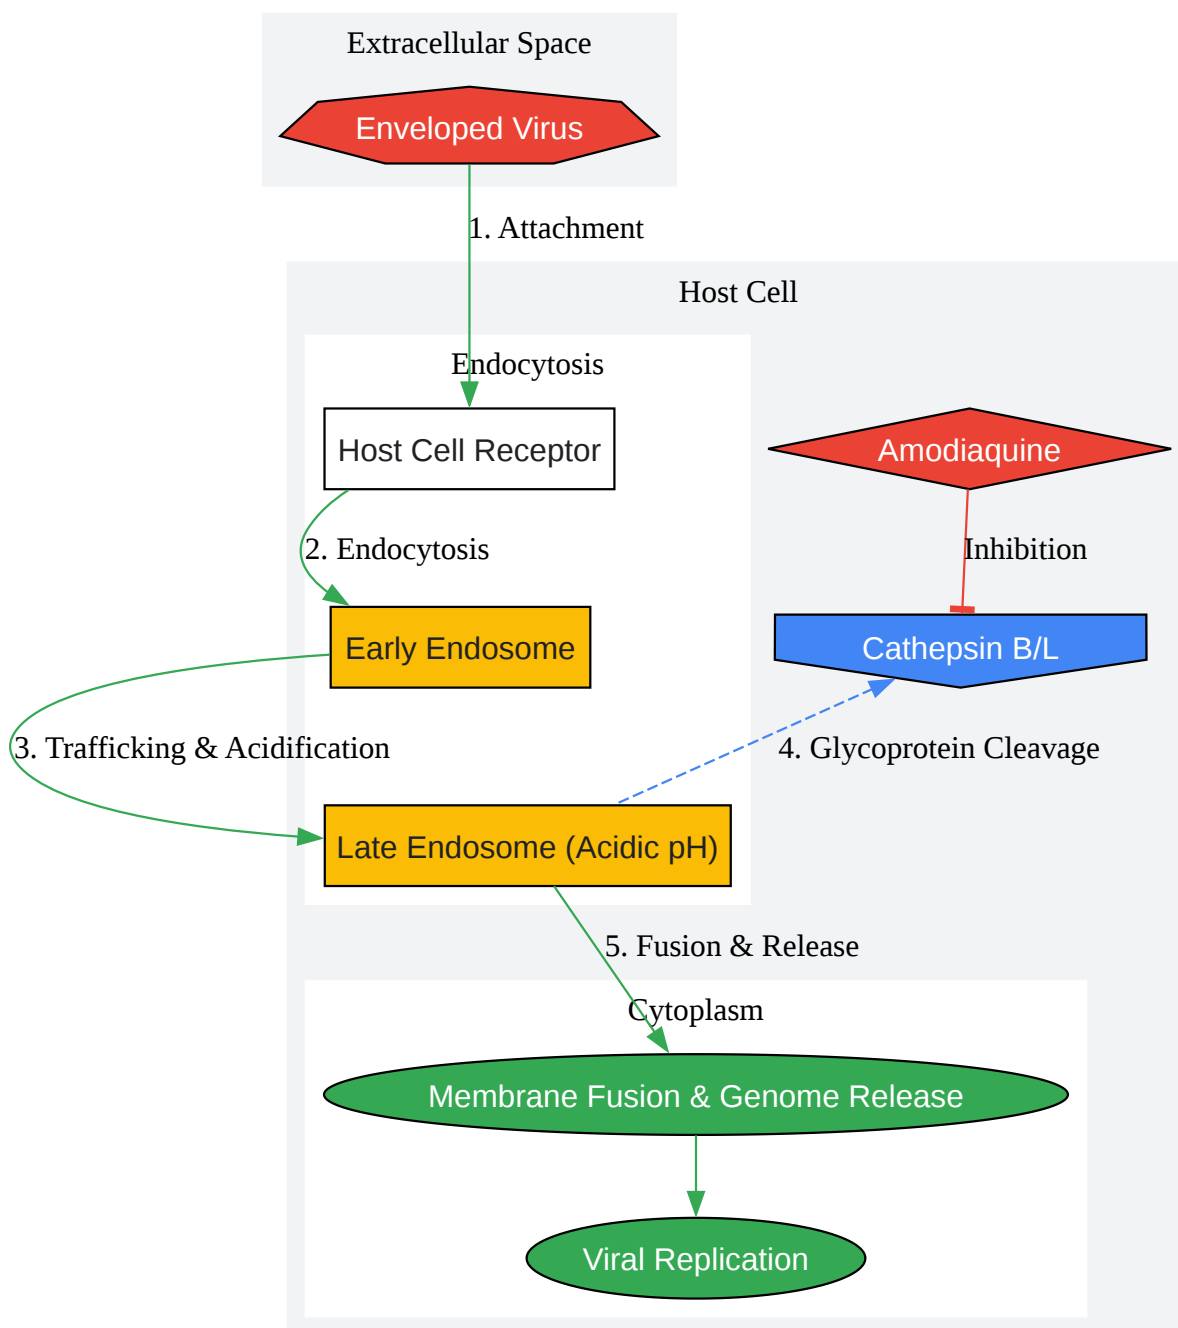 Extracellular Space
Enveloped Virus
1. Attachment
Host Cell
Endocytosis
Host Cell Receptor
Amodiaquine
2. Endocytosis
Inhibition
Early Endosome
Cathepsin B/L
3. Trafficking & Acidification
4. Glycoprotein Cleavage
Late Endosome (Acidic pH)
5. Fusion & Release
Cytoplasm
Membrane Fusion & Genome Release
Viral Replication